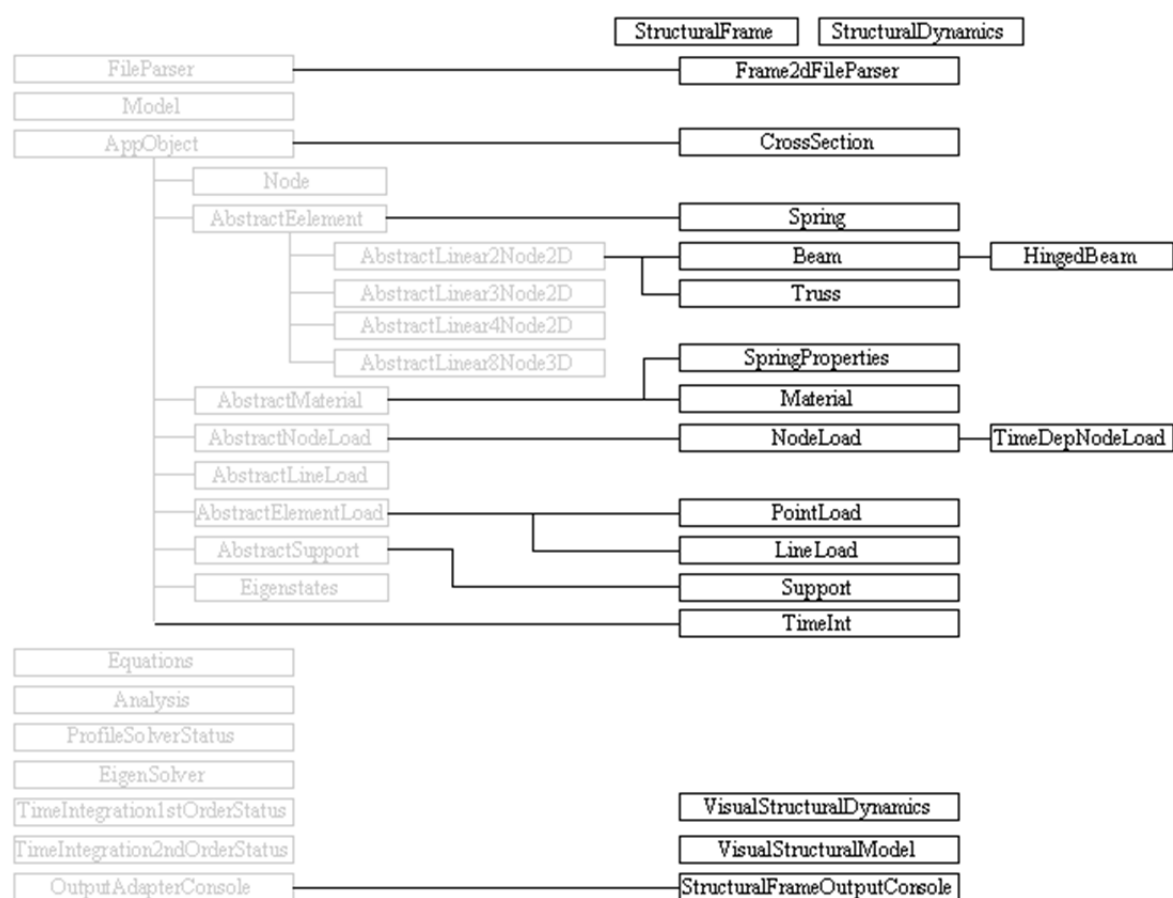 StructuralFrame StructuralDynamics
FileParser Frame2dFileParser
Model
AppObject CrossSection
Node
AbstractEelement Spring
AbstractLinear2Node2D Beam HingedBeam
AbstractLinear3Node2D Truss
AbstractLinear4Node2D
AbstractLinear8Node3D SpringProperties
AbstractMaterial Material
AbstractNodeLoad NodeLoad TimeDepNodeLoad
AbstractLineLoad
AbstractElementLoad PointLoad
AbstractSupport LineLoad
Eigenstates Support
TimeInt
Equations
Analysis
ProfileSolverStatus
EigenSolver
TimeIntegration1stOrderStatus VisualStructuralDynamics
TimeIntegration2ndOrderStatus VisualStructuralModel
OutputAdapterConsole StructuralFrameOutputConsole